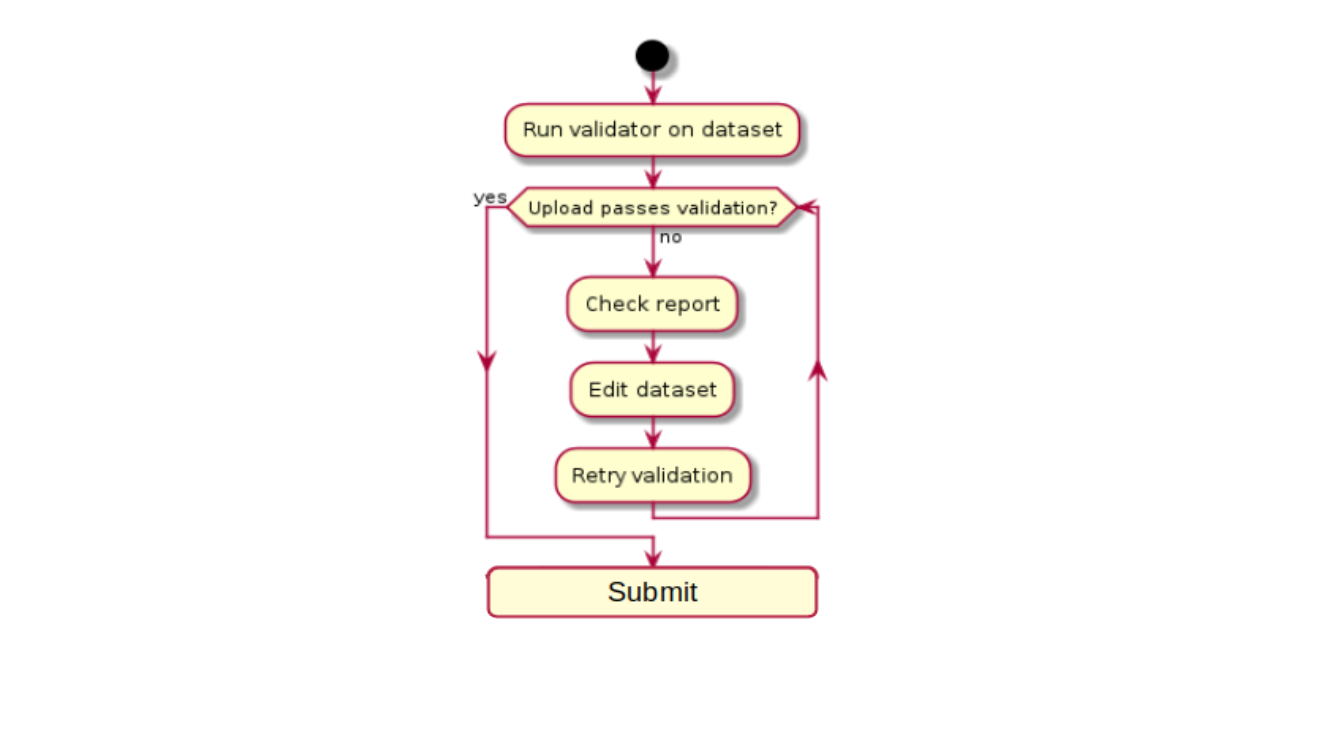 Run validator on dataset
yes
Upload passes validation?
no
Check report
Edit dataset
Retry validation
Submit